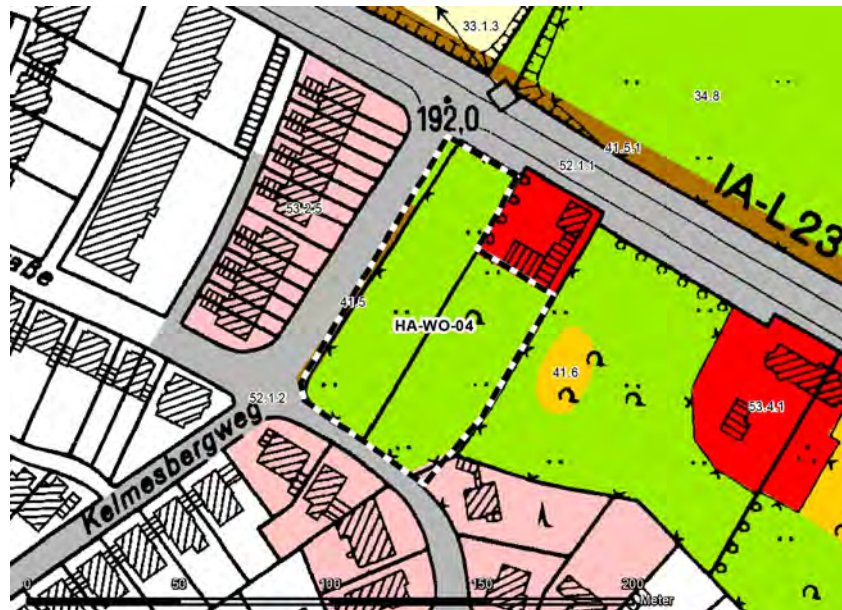 33.1.3
34.8
192,0
41.5.1
52.1.1
IA-L23
53.2.5
aße
41.5
HA-WO-04
41.6
52.1.2
53.4.1
Kelmesbergweg
0 50 100 150 200
Meter